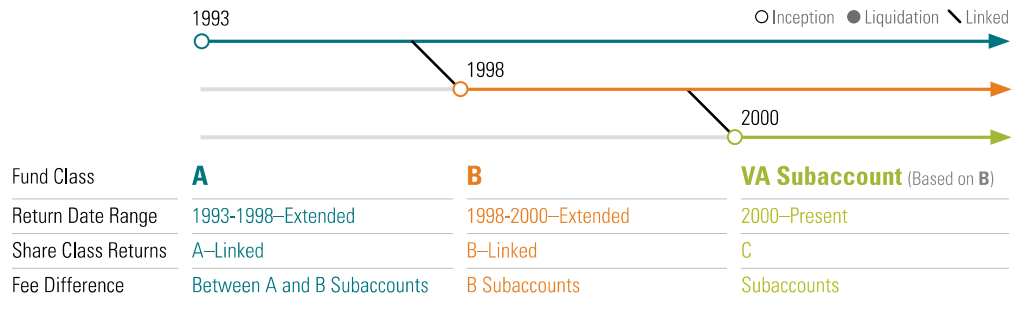 1993
Inception Liquidation Linked
1998
2000
Fund Class A B VA Subaccount (Based on B)
Return Date Range 1993-1998–Extended 1998-2000–Extended 2000–Present
Share Class Returns A–Linked B–Linked C
Fee Difference Between A and B Subaccounts B Subaccounts Subaccounts